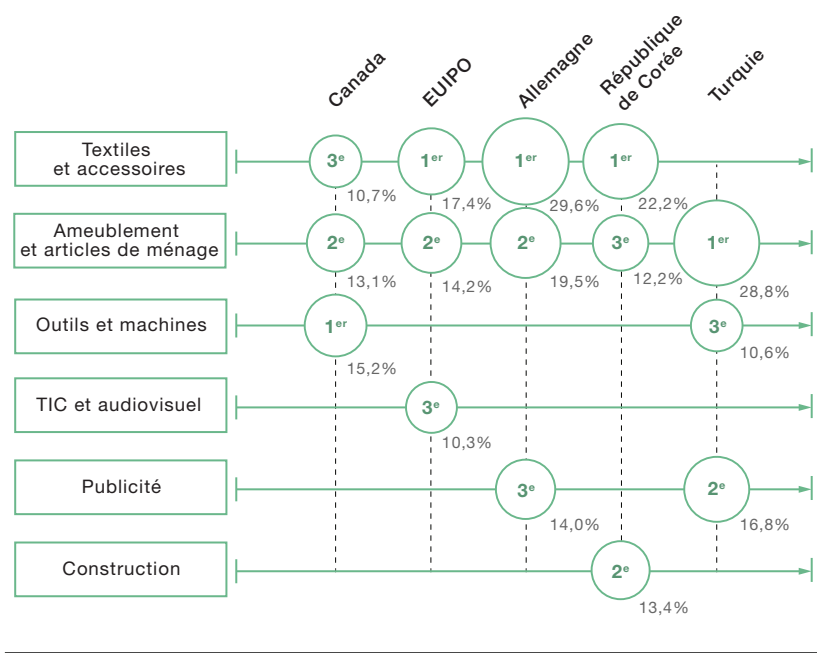 Canada
EUIPO
Allemagne
République
de Corée
Turquie
Textiles
et accessoires
3e
1er
1er
1er
10,7%
17,4%
29,6%
22,2%
Ameublement
et articles de ménage
2e
2e
2e
3e
1er
13,1%
14,2%
19,5%
12,2%
28,8%
Outils et machines
1er
3e
15,2%
10,6%
TIC et audiovisuel
3e
10,3%
Publicité
3e
2e
14,0%
16,8%
Construction
2e
13,4%